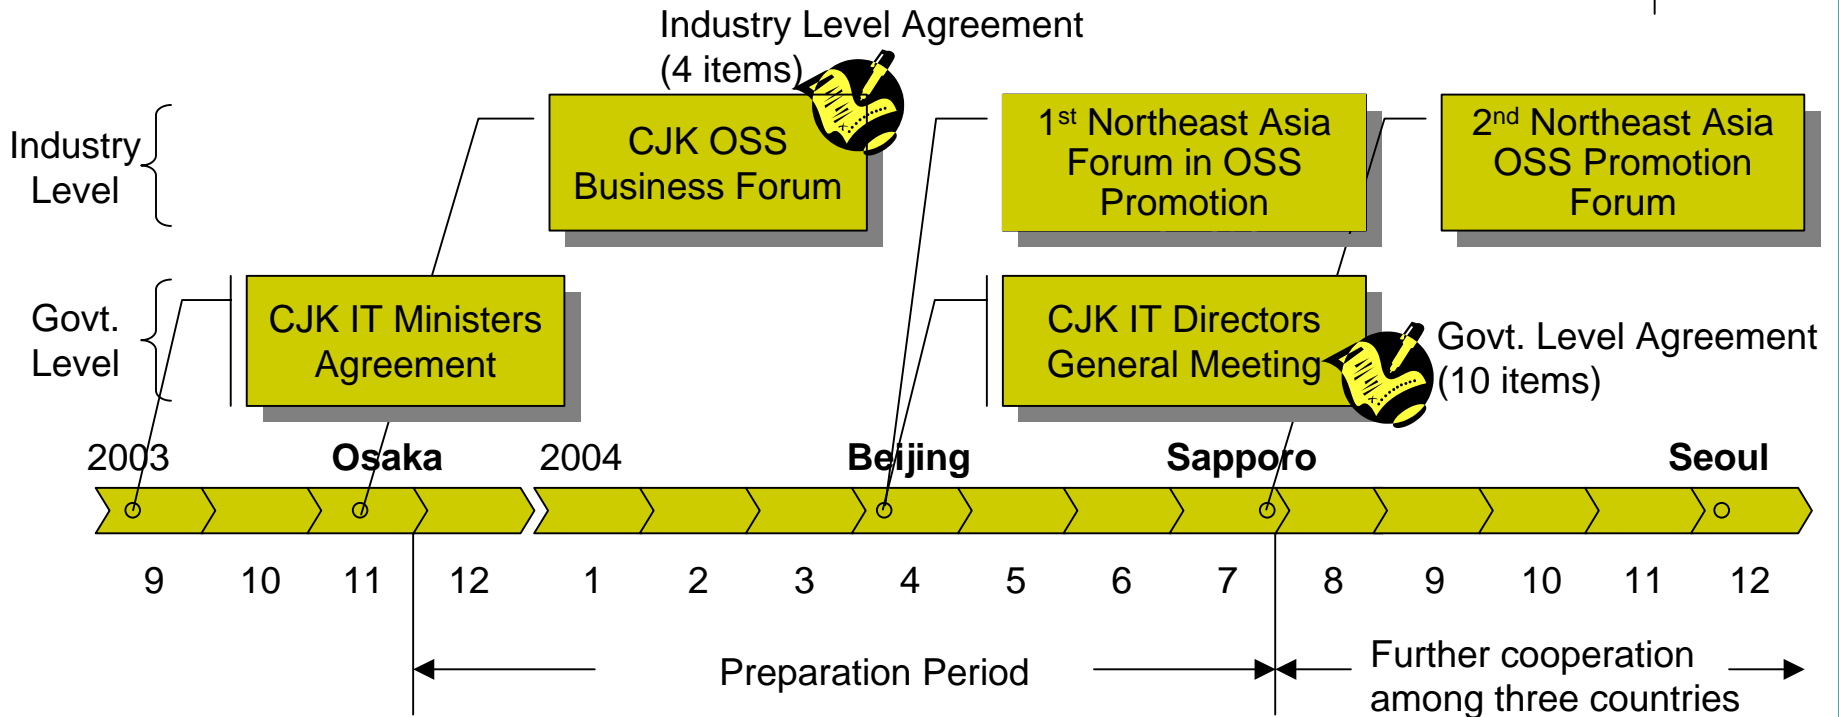 Industry Level Agreement
(4 items)
Industry
Level
CJK OSS
Business Forum
1st Northeast Asia
Forum in OSS
Promotion
2nd Northeast Asia
OSS Promotion
Forum
Govt.
Level
CJK IT Ministers
Agreement
CJK IT Directors
General Meeting
Govt. Level Agreement
(10 items)
2003 Osaka 2004 Beijing Sapporo Seoul
9 10 11 12 1 2 3 4 5 6 7 8 9 10 11 12
Preparation Period
Further cooperation
among three countries